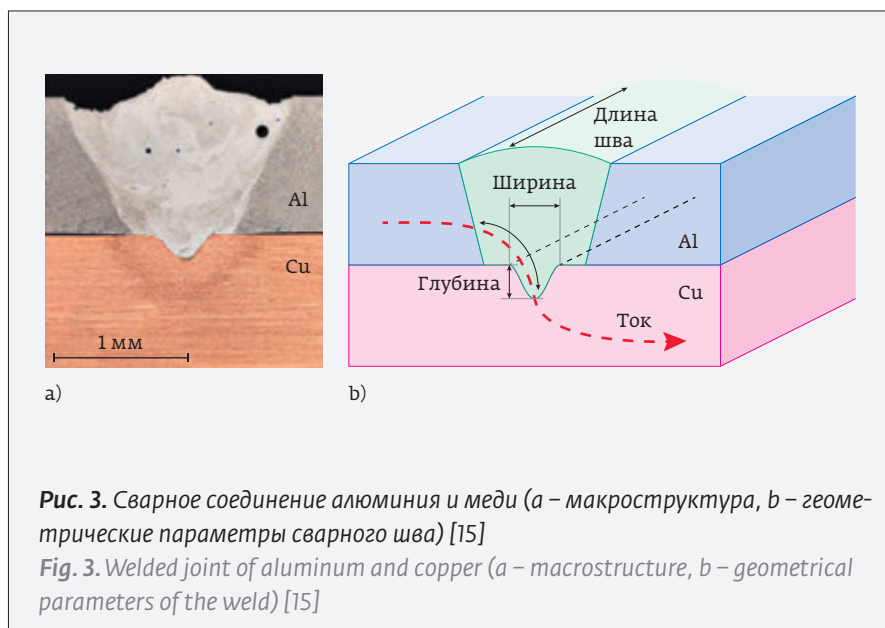 Al
Cu
1 мм
a)
Длина
шва
Ширина
Al
Глубина
Cu
Ток
b)
Рис. 3. Сварное соединение алюминия и меди (a – макроструктура, b – геоме-
трические параметры сварного шва) [15]
Fig. 3. Welded joint of aluminum and copper (a – macrostructure, b – geometrical
parameters of the weld) [15]